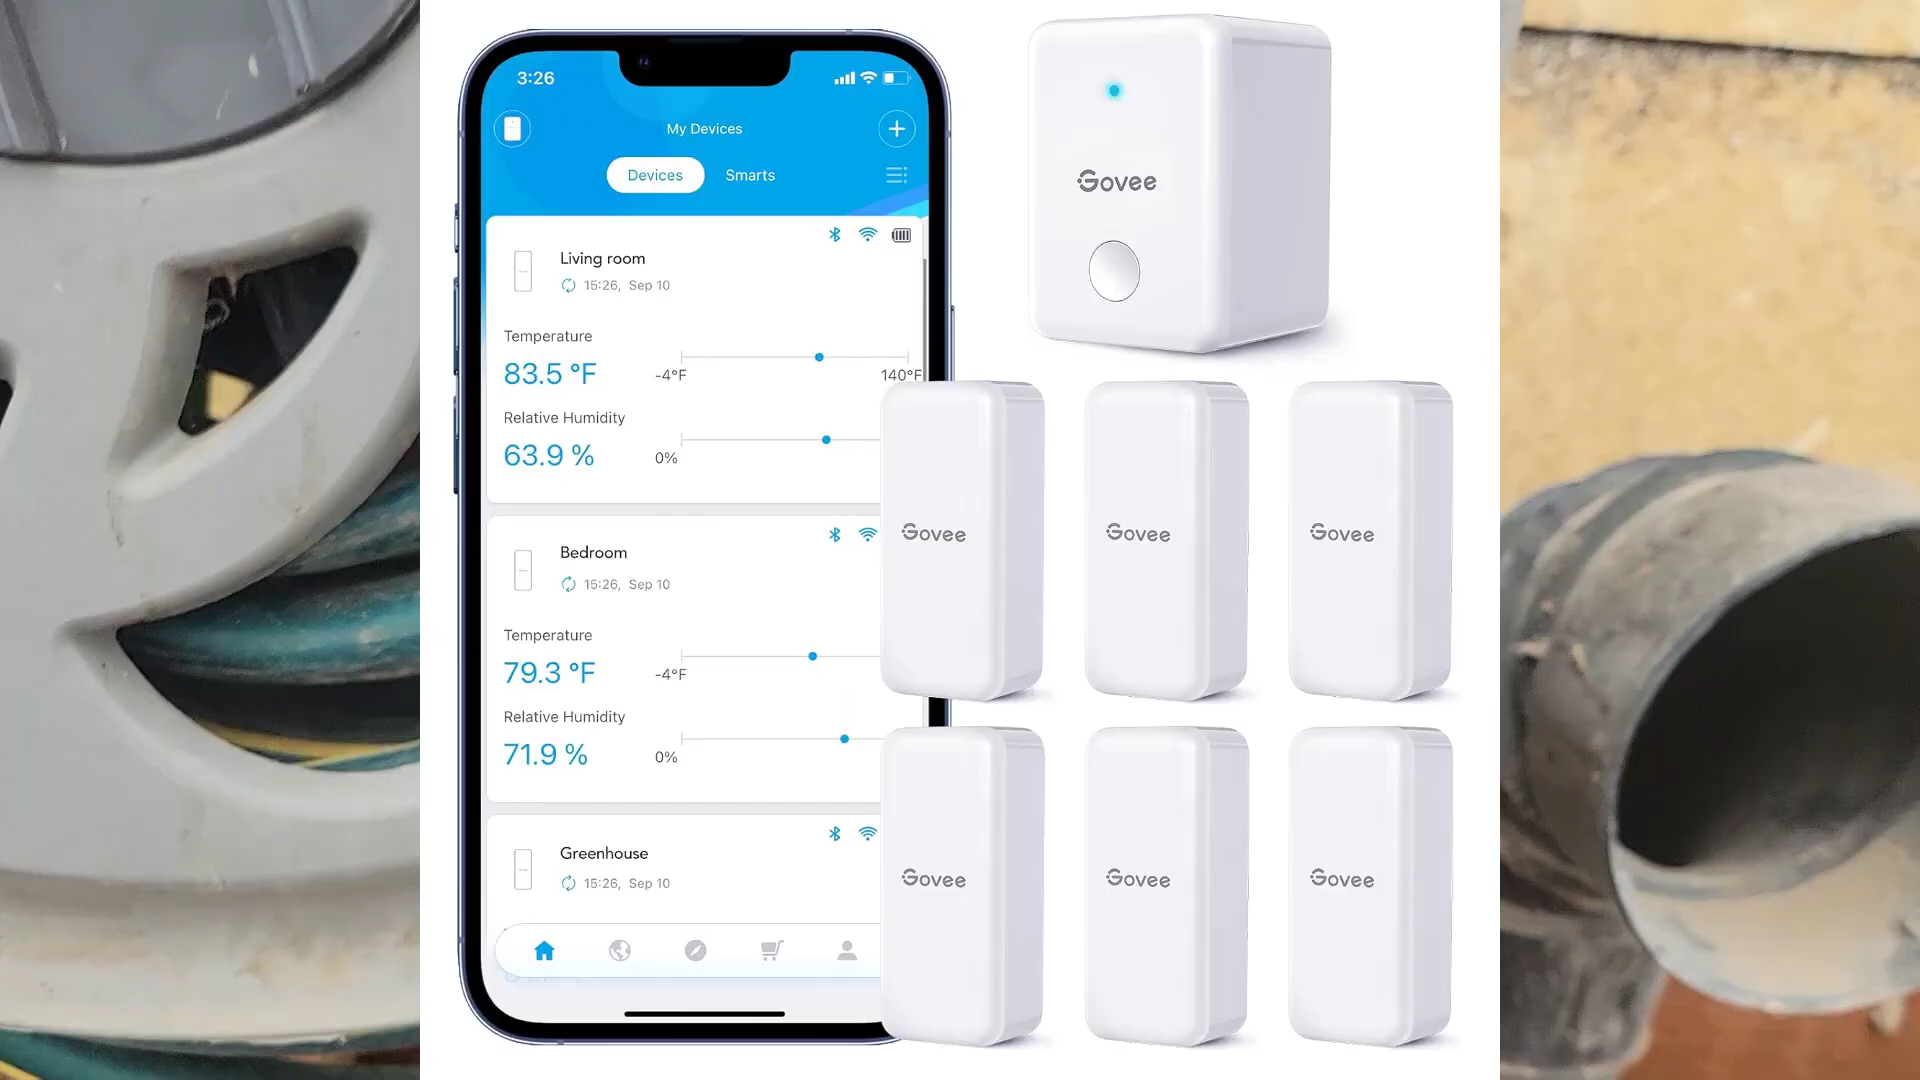 3:26
My Devices
Devices
Smarts
Living room
15:26, Sep 10
Temperature
83.5 °F
-4°F
140°F
Relative Humidity
63.9 %
0%
Bedroom
15:26, Sep 10
Temperature
79.3 °F
-4°F
Relative Humidity
71.9 %
0%
Greenhouse
15:26, Sep 10
Govee
Govee
Govee
Govee
Govee
Govee
Govee